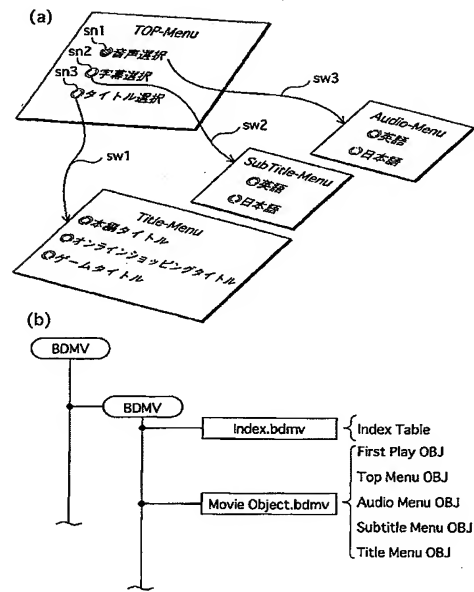 (a)
TOP-Menu
sn1
音声選択
sn2
字幕選択
sn3
タイトル選択
sw3
sw2
sw1
Audio-Menu
英語
日本語
SubTitle-Menu
英語
日本語
Title-Menu
本編タイトル
オンラインショッピングタイトル
ゲームタイトル
(b)
BDMV
BDMV
Index.bdmv
Index Table
First Play OBJ
Top Menu OBJ
Movie Object.bdmv
Audio Menu OBJ
Subtitle Menu OBJ
Title Menu OBJ